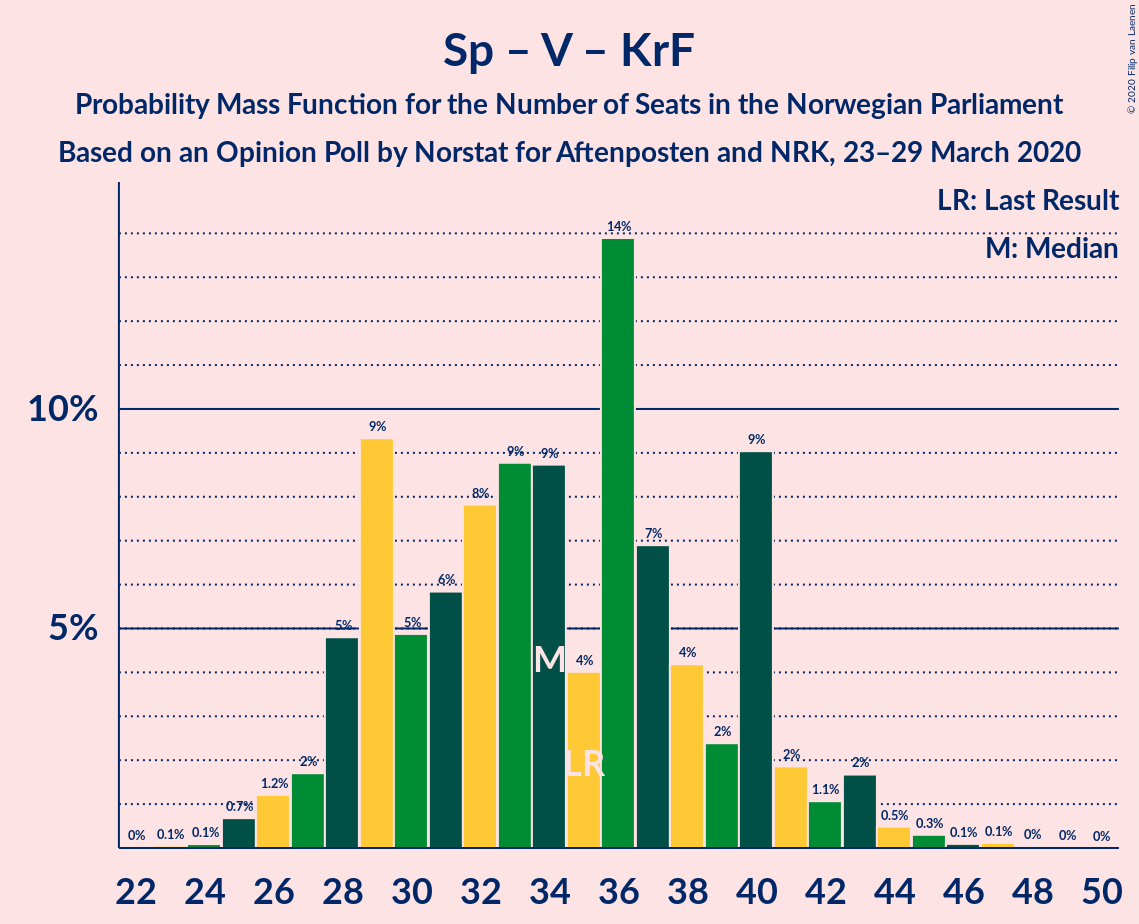 Sp – V – KrF
Probability Mass Function for the Number of Seats in the Norwegian Parliament
Based on an Opinion Poll by Norstat for Aftenposten and NRK, 23–29 March 2020
© 2020 Filip van Laenen
LR: Last Result
M: Median
10%
5%
0% 0.1% 0.1% 0.7% 1.2% 2% 5% 9% 5% 6% 8% 9% 9% 4% 14% 7% 4% 2% 9% 2% 1.1% 2% 0.5% 0.3% 0.1% 0.1% 0% 0% 0%
M
LR
22 24 26 28 30 32 34 36 38 40 42 44 46 48 50